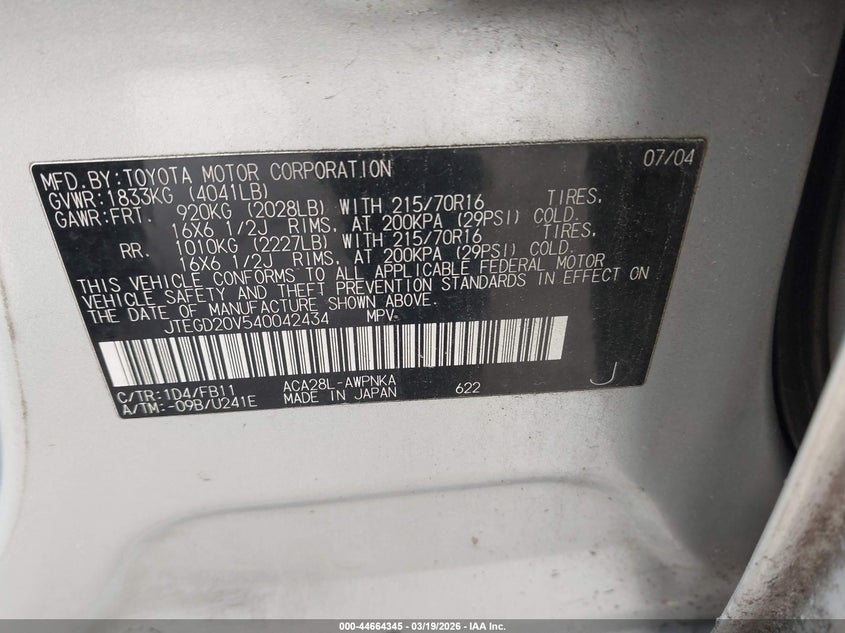 MFD.BY:TOYOTA MOTOR CORPORATION 07/04
GVWR:1833KG (4041LB)
GAWR:FRT. 920KG (2028LB) WITH 215/70R16 TIRES,
16X6 1/2J RIMS, AT 200KPA (29PSI) COLD.
RR. 1010KG (2227LB) WITH 215/70R16 TIRES,
16X6 1/2J RIMS, AT 200KPA (29PSI) COLD.
THIS VEHICLE CONFORMS TO ALL APPLICABLE FEDERAL MOTOR
VEHICLE SAFETY AND THEFT PREVENTION STANDARDS IN EFFECT ON
THE DATE OF MANUFACTURE SHOWN ABOVE.
JTEGD20V540042434 MPV
C/TR:1D4/FB11 ACA28L-AWPNKA 622 J
A/TM:-09B/U241E MADE IN JAPAN
000-44664345 | 03/19/2026 - IAA Inc.